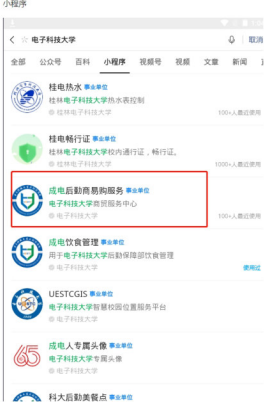 小程序
电子科技大学
取消
全部 公众号 百科 小程序 视频号 视频 文章 新闻
桂电热水 事业单位
桂林电子科技大学热水表控制
桂林电子科技大学
100+人最近使用
桂电畅行证 事业单位
桂林电子科技大学校内通行证，畅行证。
桂林电子科技大学
1000+人最近使用
成电后勤商易购服务 事业单位
电子科技大学商贸服务中心
电子科技大学
100+人最近使用
成电饮食管理 事业单位
用于电子科技大学后勤保障部饮食管理
电子科技大学
使用过
UESTCGIS 事业单位
电子科技大学智慧校园位置服务平台
电子科技大学
成电人专属头像 事业单位
电子科技大学专属头像
电子科技大学
科大后勤美餐点 事业单位